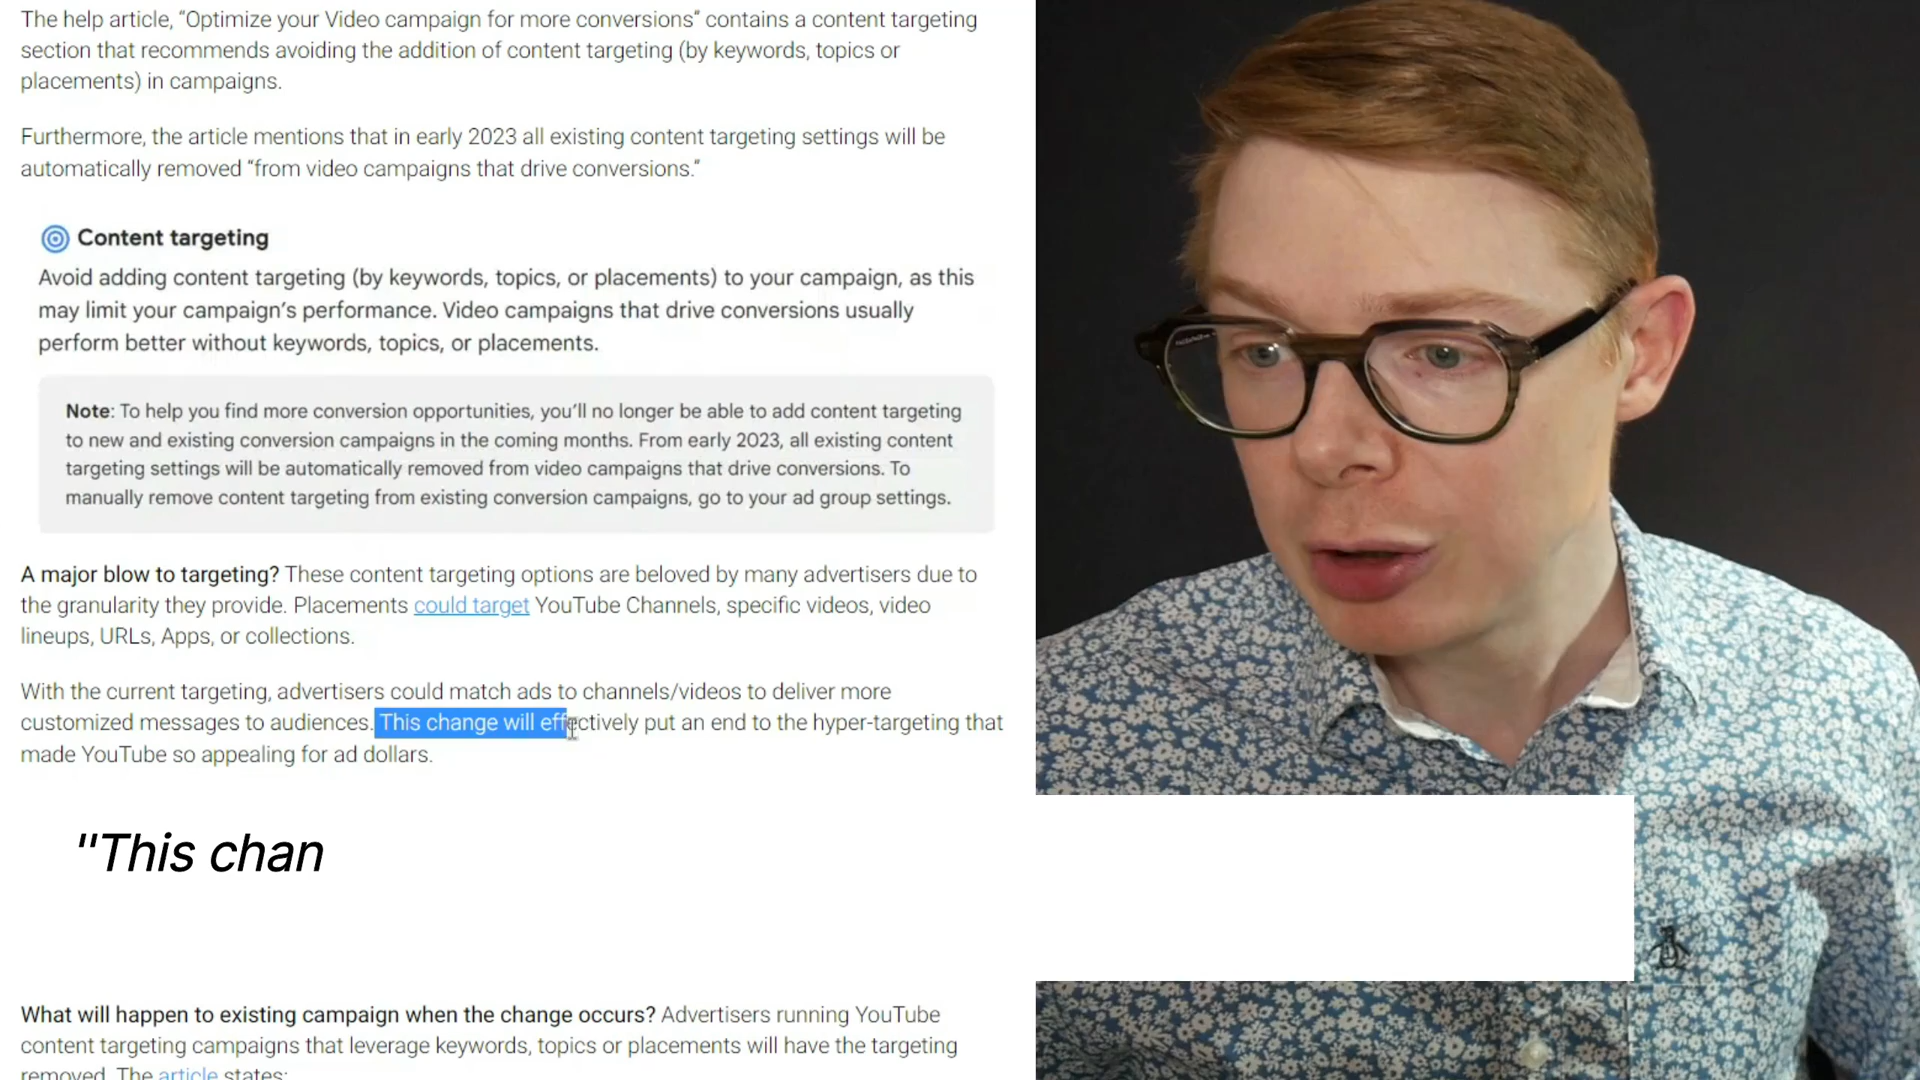 The help article, “Optimize your Video campaign for more conversions” contains a content targeting
section that recommends avoiding the addition of content targeting (by keywords, topics or
placements) in campaigns.
Furthermore, the article mentions that in early 2023 all existing content targeting settings will be
automatically removed “from video campaigns that drive conversions.”
Content targeting
Avoid adding content targeting (by keywords, topics, or placements) to your campaign, as this
may limit your campaign’s performance. Video campaigns that drive conversions usually
perform better without keywords, topics, or placements.
Note: To help you find more conversion opportunities, you’ll no longer be able to add content targeting
to new and existing conversion campaigns in the coming months. From early 2023, all existing content
targeting settings will be automatically removed from video campaigns that drive conversions. To
manually remove content targeting from existing conversion campaigns, go to your ad group settings.
A major blow to targeting? These content targeting options are beloved by many advertisers due to
the granularity they provide. Placements could target YouTube Channels, specific videos, video
lineups, URLs, Apps, or collections.
With the current targeting, advertisers could match ads to channels/videos to deliver more
customized messages to audiences. This change will effectively put an end to the hyper-targeting that
made YouTube so appealing for ad dollars.
"This chan
What will happen to existing campaign when the change occurs? Advertisers running YouTube
content targeting campaigns that leverage keywords, topics or placements will have the targeting
removed. The article states: